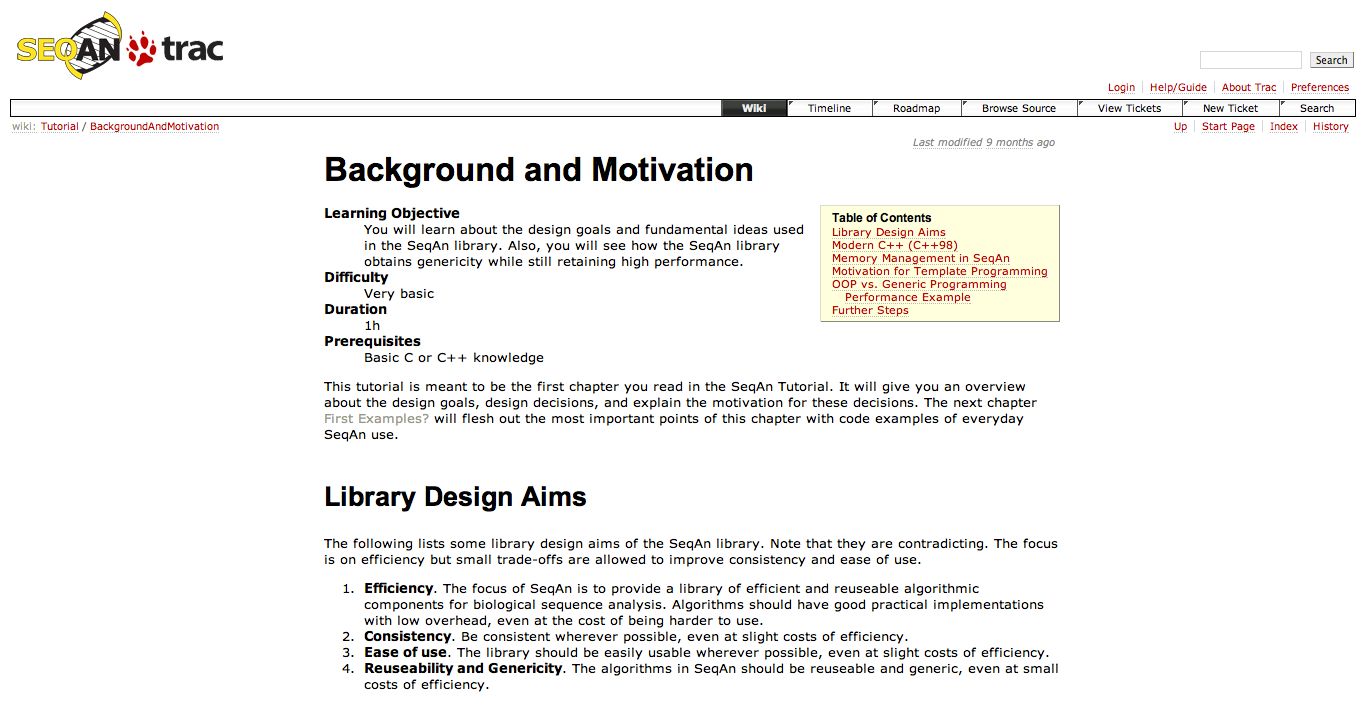 SEQAN trac
Search
Login Help/Guide About Trac Preferences
Wiki Timeline Roadmap Browse Source View Tickets New Ticket Search
wiki: Tutorial / BackgroundAndMotivation
Up Start Page Index History
Last modified 9 months ago
Background and Motivation
Learning Objective
You will learn about the design goals and fundamental ideas used
in the SeqAn library. Also, you will see how the SeqAn library
obtains genericity while still retaining high performance.
Difficulty
Very basic
Duration
1h
Prerequisites
Basic C or C++ knowledge
Table of Contents
Library Design Aims
Modern C++ (C++98)
Memory Management in SeqAn
Motivation for Template Programming
OOP vs. Generic Programming
Performance Example
Further Steps
This tutorial is meant to be the first chapter you read in the SeqAn Tutorial. It will give you an overview
about the design goals, design decisions, and explain the motivation for these decisions. The next chapter
First Examples? will flesh out the most important points of this chapter with code examples of everyday
SeqAn use.
Library Design Aims
The following lists some library design aims of the SeqAn library. Note that they are contradicting. The focus
is on efficiency but small trade-offs are allowed to improve consistency and ease of use.
1. Efficiency. The focus of SeqAn is to provide a library of efficient and reuseable algorithmic
components for biological sequence analysis. Algorithms should have good practical implementations
with low overhead, even at the cost of being harder to use.
2. Consistency. Be consistent wherever possible, even at slight costs of efficiency.
3. Ease of use. The library should be easily usable wherever possible, even at slight costs of efficiency.
4. Reuseability and Genericity. The algorithms in SeqAn should be reuseable and generic, even at small
costs of efficiency.